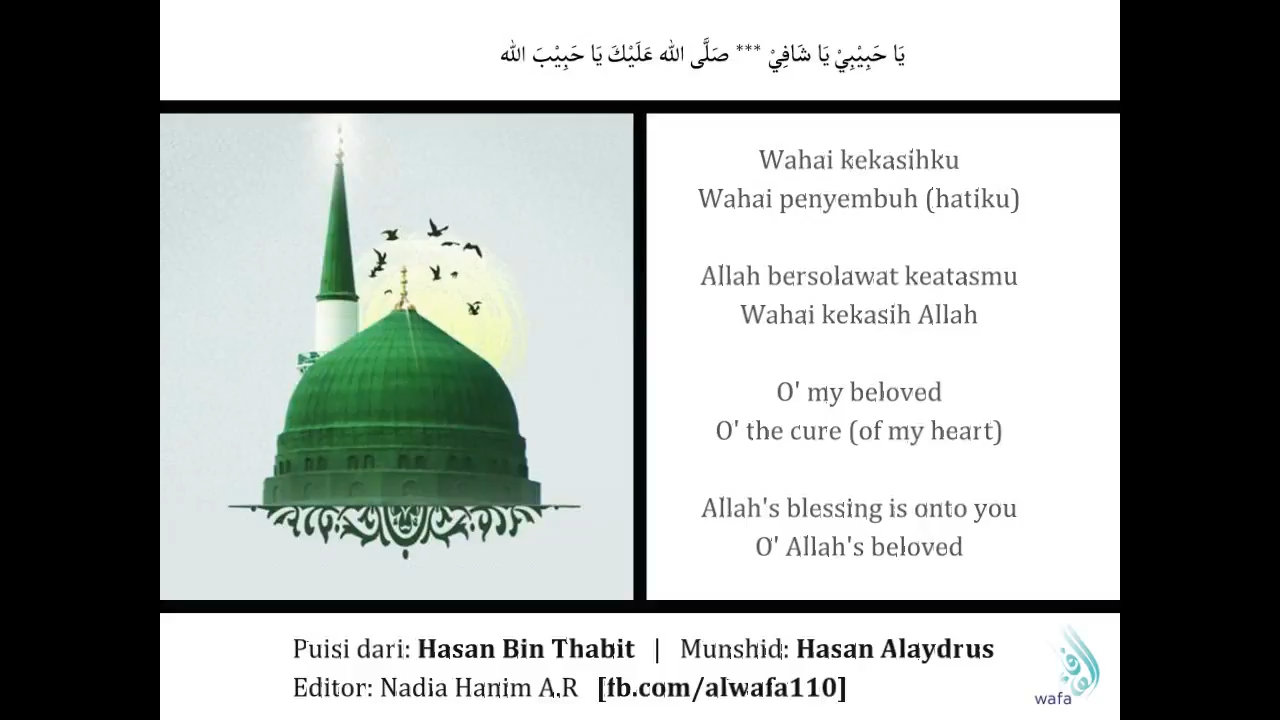 يَا حَبِيْبِيْ يَا شَافِيْ *** صَلَّى الله عَلَيْكَ يَا حَبِيْبَ الله
Wahai kekasihku
Wahai penyembuh (hatiku)
Allah bersolawat keatasmu
Wahai kekasih Allah
O' my beloved
O' the cure (of my heart)
Allah's blessing is onto you
O' Allah's beloved
Puisi dari: Hasan Bin Thabit | Munshid: Hasan Alaydrus
Editor: Nadia Hanim A.R [fb.com/alwafa110]
wafa